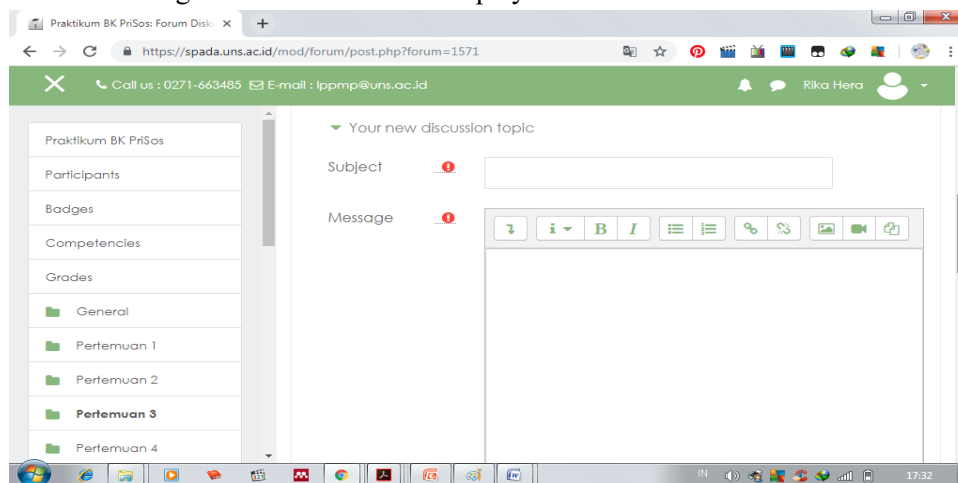 Praktikum BK PriSos: Forum Disk
https://spada.uns.ac.id/mod/forum/post.php?forum=1571
Call us : 0271-663485 E-mail : lppmp@uns.ac.id
Rika Hera
Praktikum BK PriSos
Participants
Badges
Competencies
Grades
General
Pertemuan 1
Pertemuan 2
Pertemuan 3
Pertemuan 4
Your new discussion topic
Subject
Message
B I
IN
17:32